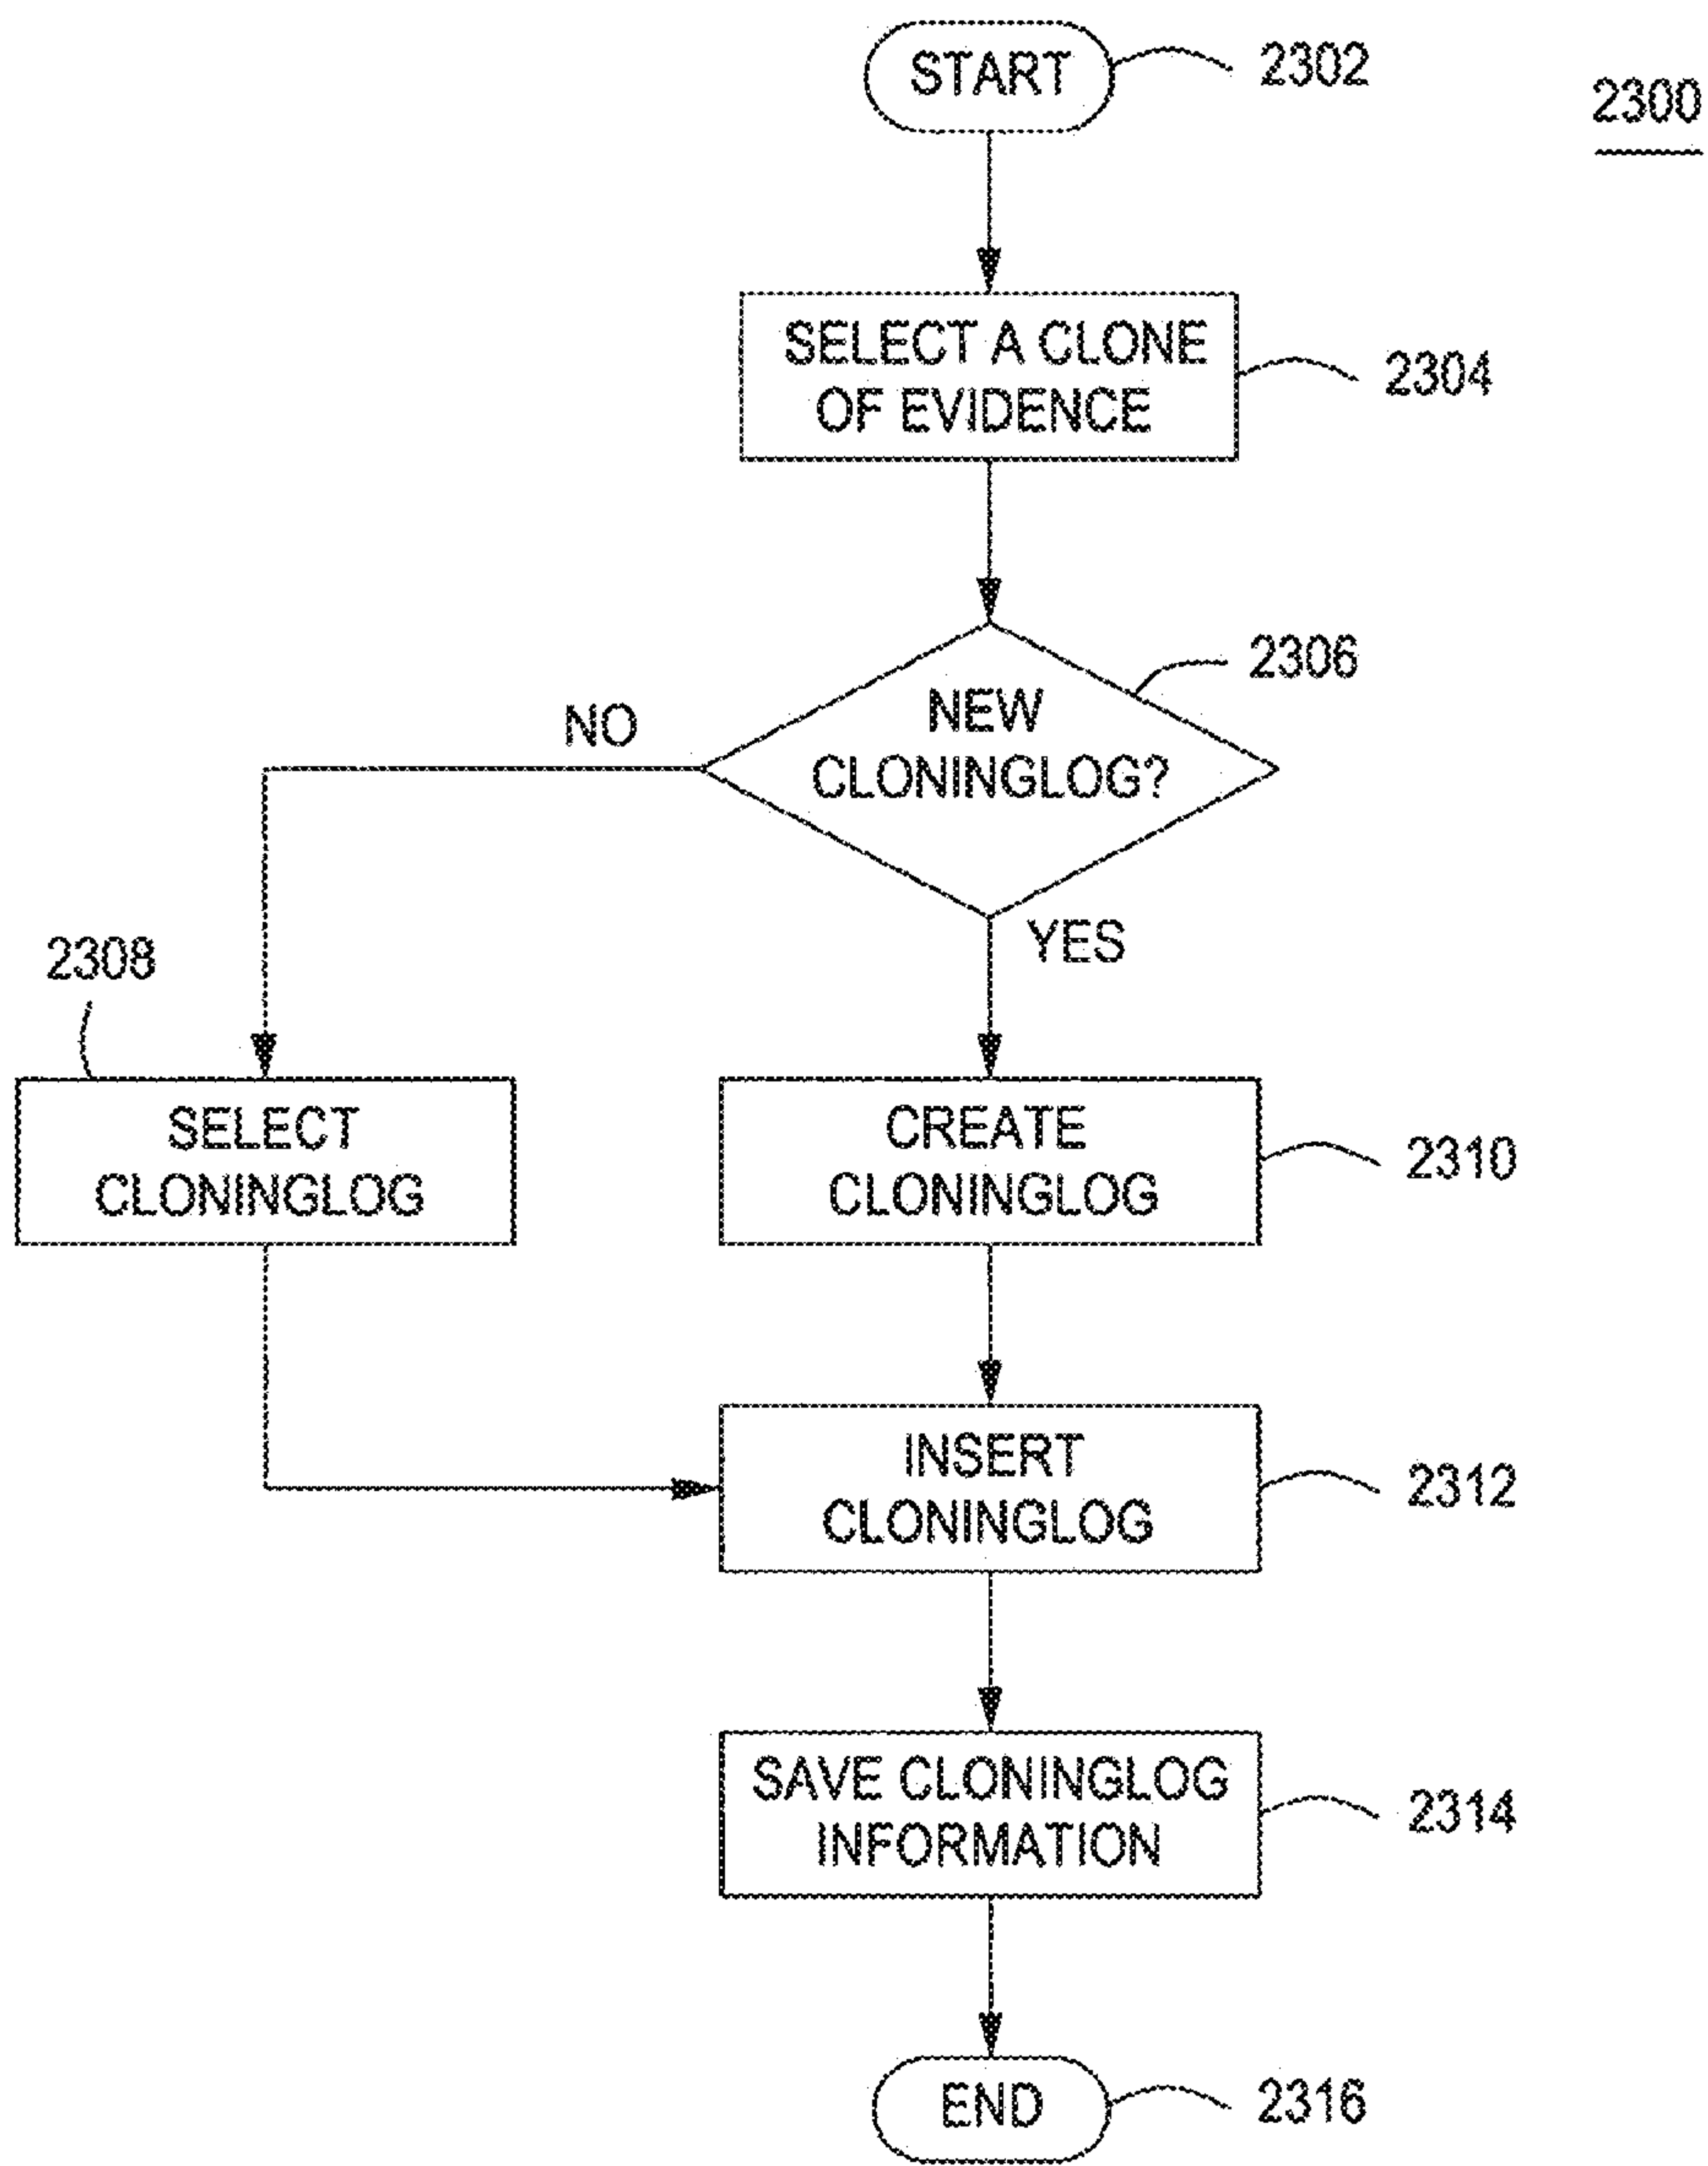 START
2302
2300
SELECT A CLONE
OF EVIDENCE
2304
2306
NEW
CLONINGLOG?
NO
YES
2308
SELECT
CLONINGLOG
CREATE
CLONINGLOG
2310
INSERT
CLONINGLOG
2312
SAVE CLONINGLOG
INFORMATION
2314
END
2316